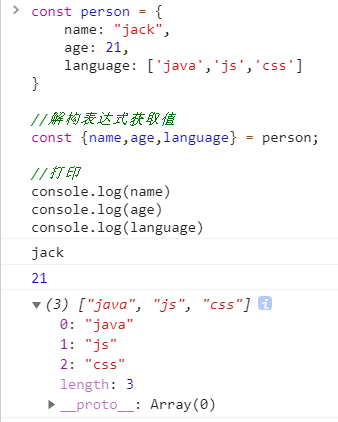 const person = {
name: "jack",
age: 21,
language: ['java','js','css']
}
//解构表达式获取值
const {name,age,language} = person;
//打印
console.log(name)
console.log(age)
console.log(language)
jack
21
(3) ["java", "js", "css"] i
0: "java"
1: "js"
2: "css"
length: 3
__proto__: Array(0)